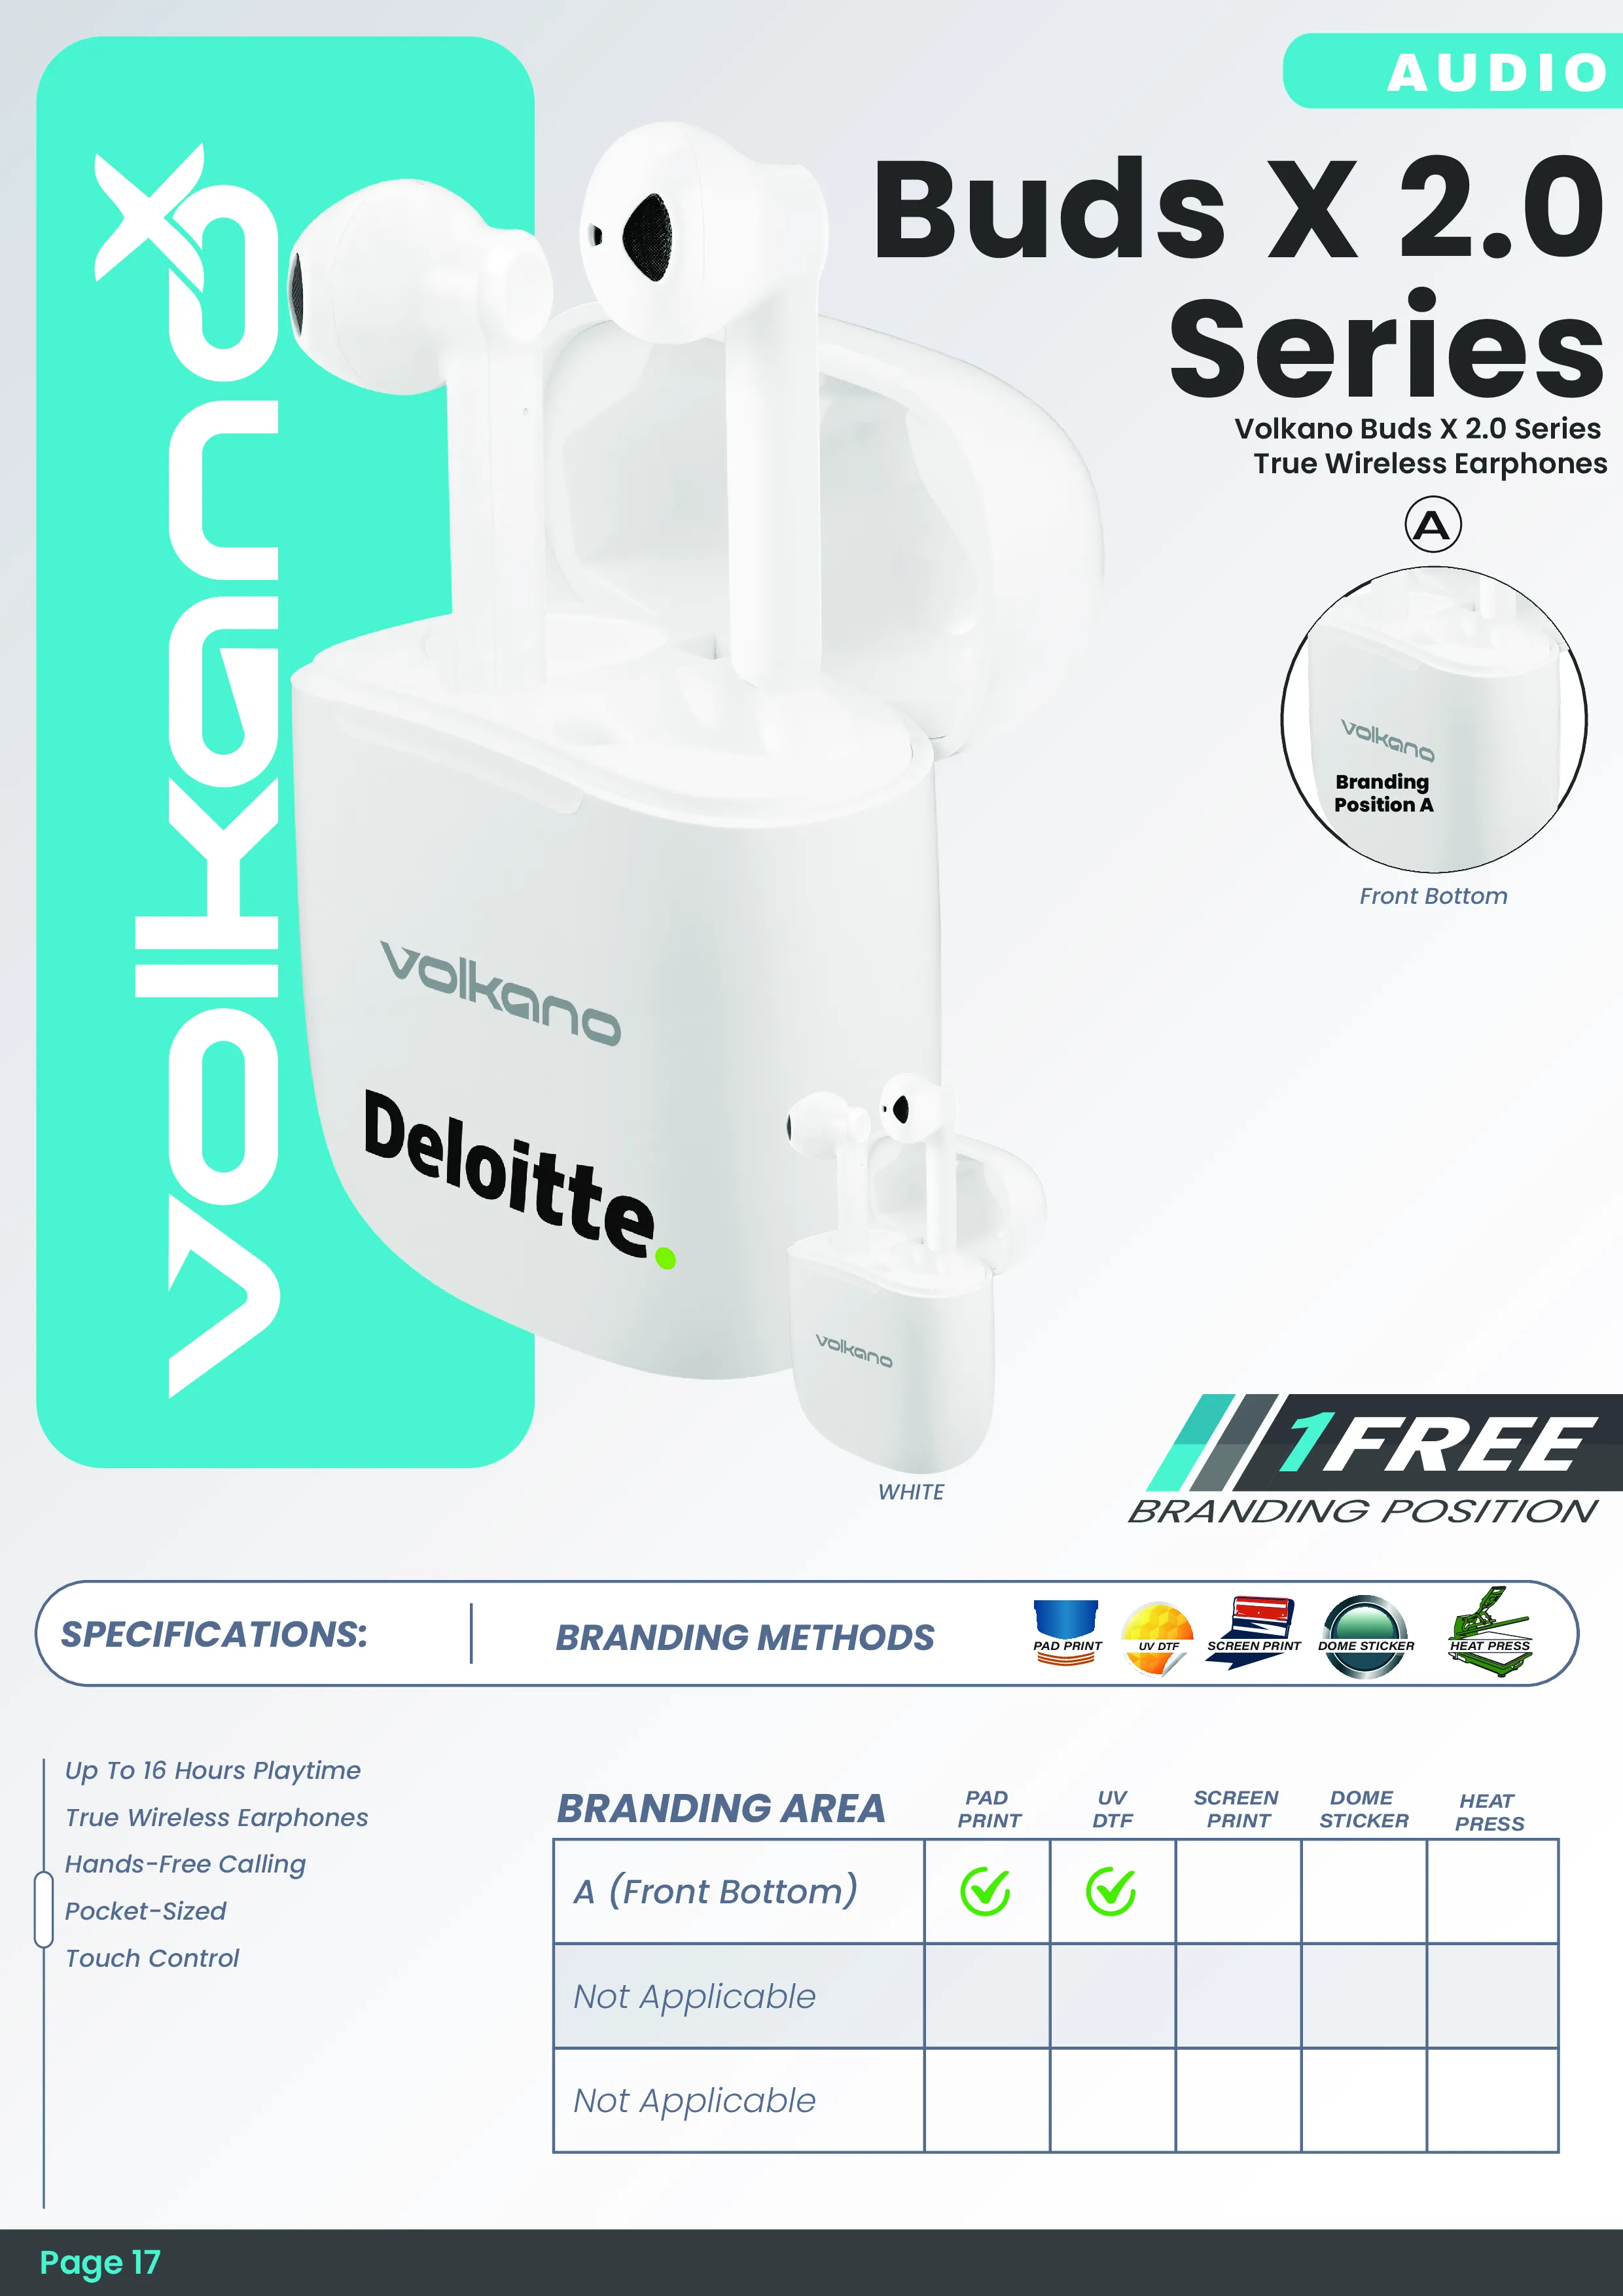 AUDIO
volkano
x
Buds X 2.0
Series
Volkano Buds X 2.0 Series
True Wireless Earphones
A
volkano
Branding
Position A
Front Bottom
volkano
Deloitte.
volkano
WHITE
1FREE
BRANDING POSITION
SPECIFICATIONS:
BRANDING METHODS
PAD PRINT
UV DTF
SCREEN PRINT
DOME STICKER
HEAT PRESS
Up To 16 Hours Playtime
True Wireless Earphones
Hands-Free Calling
Pocket-Sized
Touch Control
BRANDING AREA
PAD PRINT
UV DTF
SCREEN PRINT
DOME STICKER
HEAT PRESS
A (Front Bottom)
Not Applicable
Not Applicable
Page 17